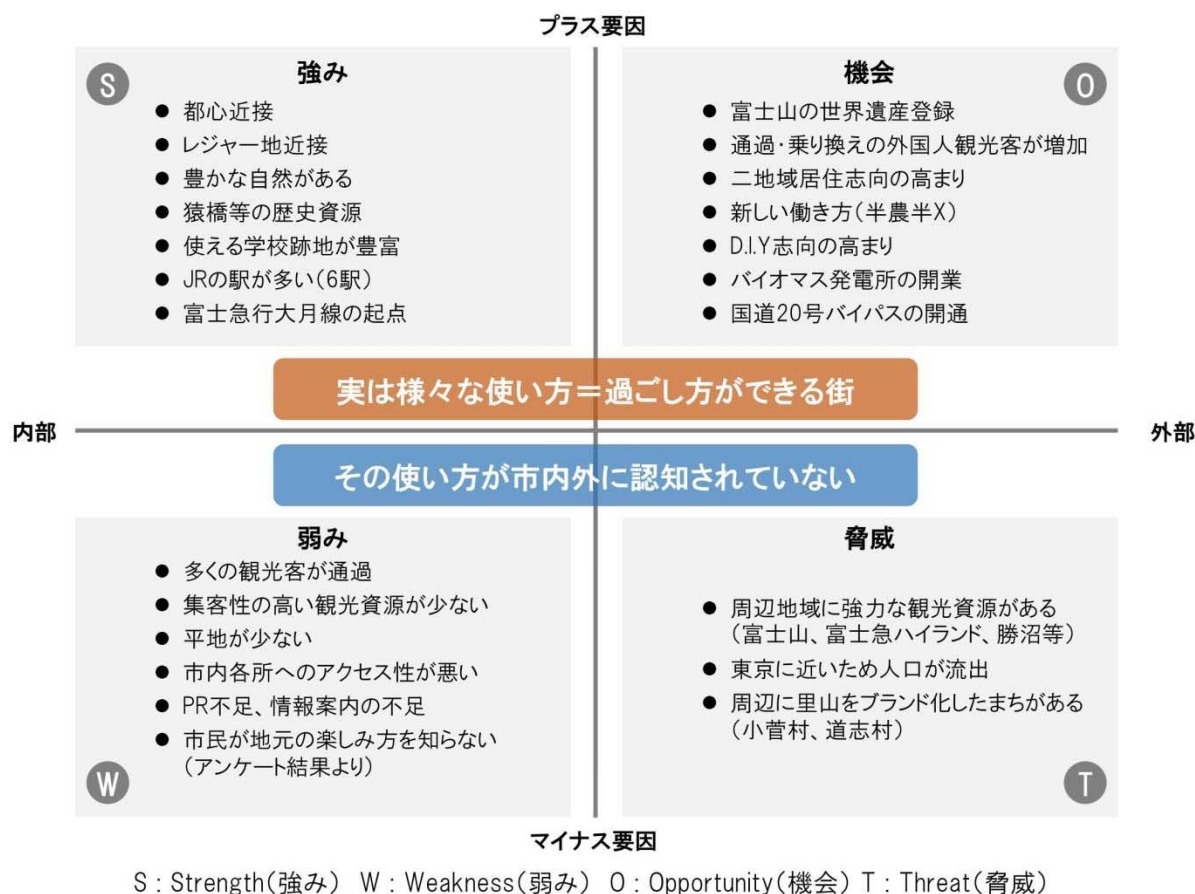 プラス要因
S
強み
● 都心近接
● レジャー地近接
● 豊かな自然がある
● 猿橋等の歴史資源
● 使える学校跡地が豊富
● JRの駅が多い(6駅)
● 富士急行大月線の起点
機会
O
● 富士山の世界遺産登録
● 通過・乗り換えの外国人観光客が増加
● 二地域居住志向の高まり
● 新しい働き方(半農半X)
● D.I.Y志向の高まり
● バイオマス発電所の開業
● 国道20号バイパスの開通
実は様々な使い方=過ごし方ができる街
内部
外部
その使い方が市内外に認知されていない
弱み
● 多くの観光客が通過
● 集客性の高い観光資源が少ない
● 平地が少ない
● 市内各所へのアクセス性が悪い
● PR不足、情報案内の不足
● 市民が地元の楽しみ方を知らない
(アンケート結果より)
W
脅威
● 周辺地域に強力な観光資源がある
(富士山、富士急ハイランド、勝沼等)
● 東京に近いため人口が流出
● 周辺に里山をブランド化したまちがある
(小菅村、道志村)
T
マイナス要因
S : Strength(強み) W : Weakness(弱み) O : Opportunity(機会) T : Threat(脅威)